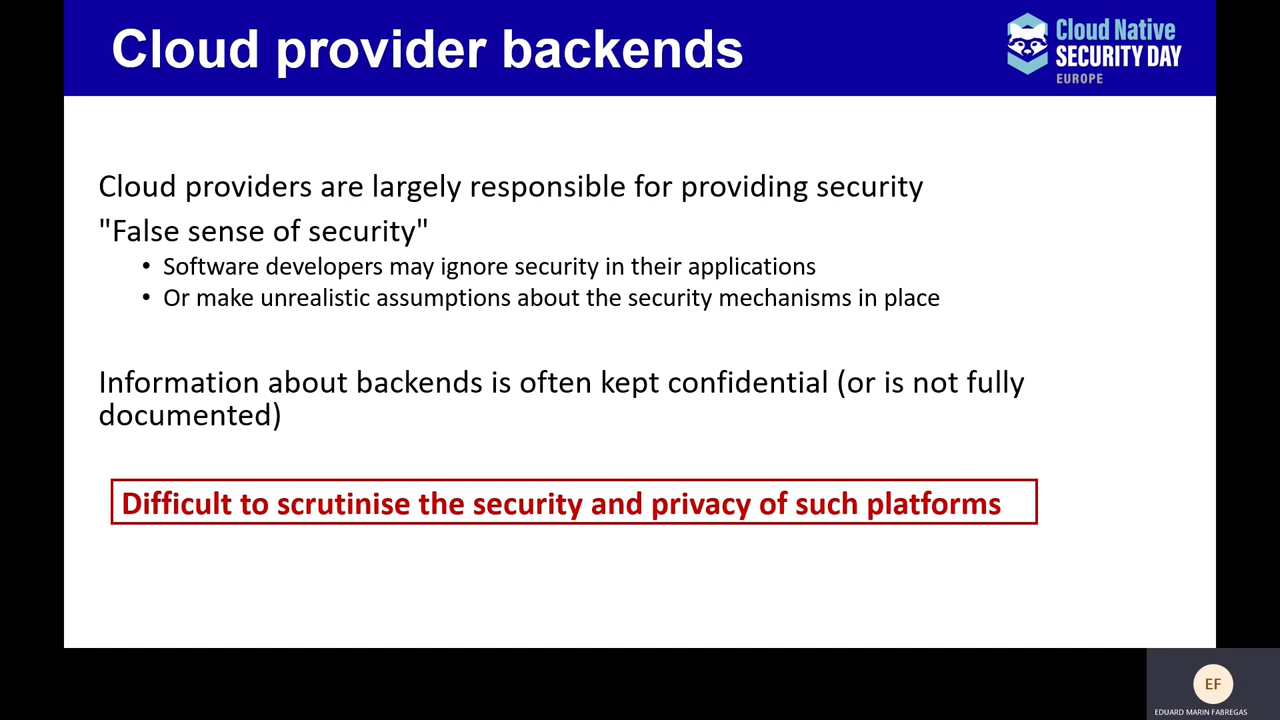 Cloud provider backends
Cloud Native
SECURITY DAY
EUROPE
Cloud providers are largely responsible for providing security
"False sense of security"
• Software developers may ignore security in their applications
• Or make unrealistic assumptions about the security mechanisms in place
Information about backends is often kept confidential (or is not fully
documented)
Difficult to scrutinise the security and privacy of such platforms
EF
EDUARD MARIN FABREGAS